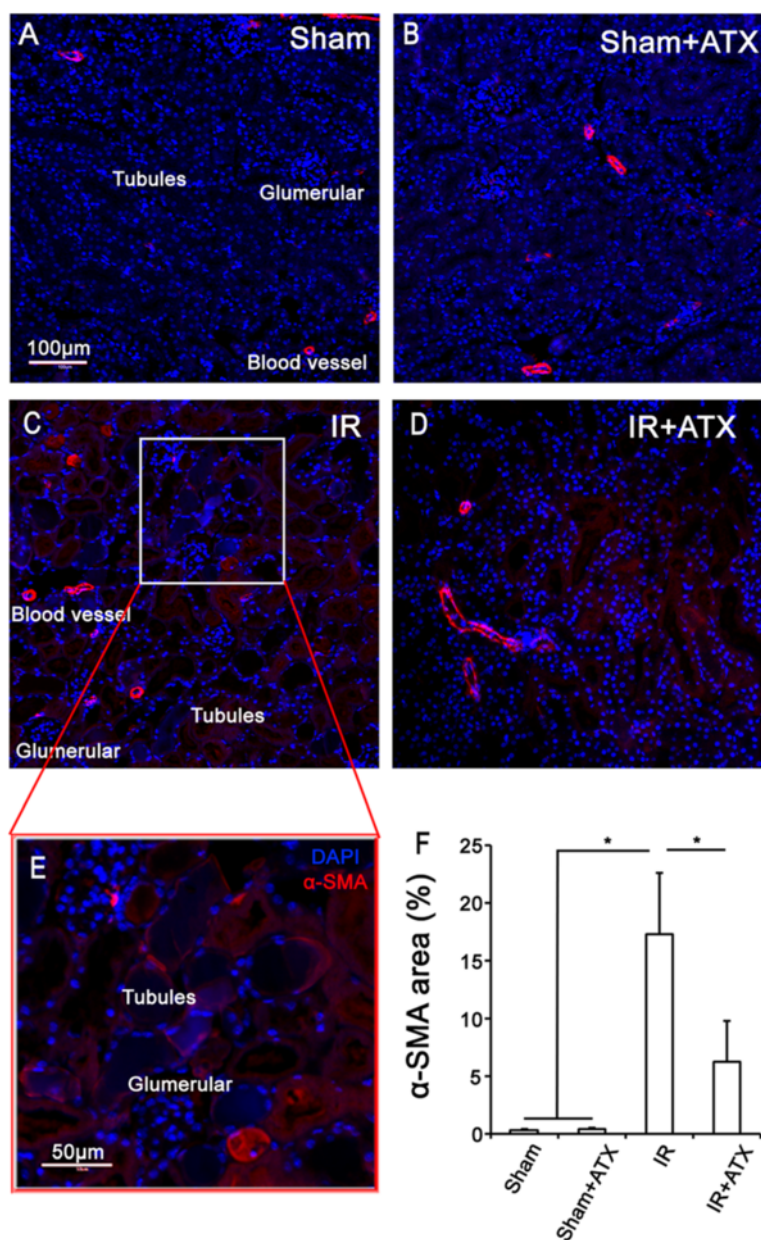 A
Sham
Tubules
Glumerular
100µm
Blood vessel
B
Sham+ATX
C
IR
Blood vessel
Tubules
Glumerular
D
IR+ATX
E
DAPI
α-SMA
Tubules
Glumerular
50µm
F
*
*
α-SMA area (%)
25
20
15
10
5
0
Sham
Sham+ATX
IR
IR+ATX